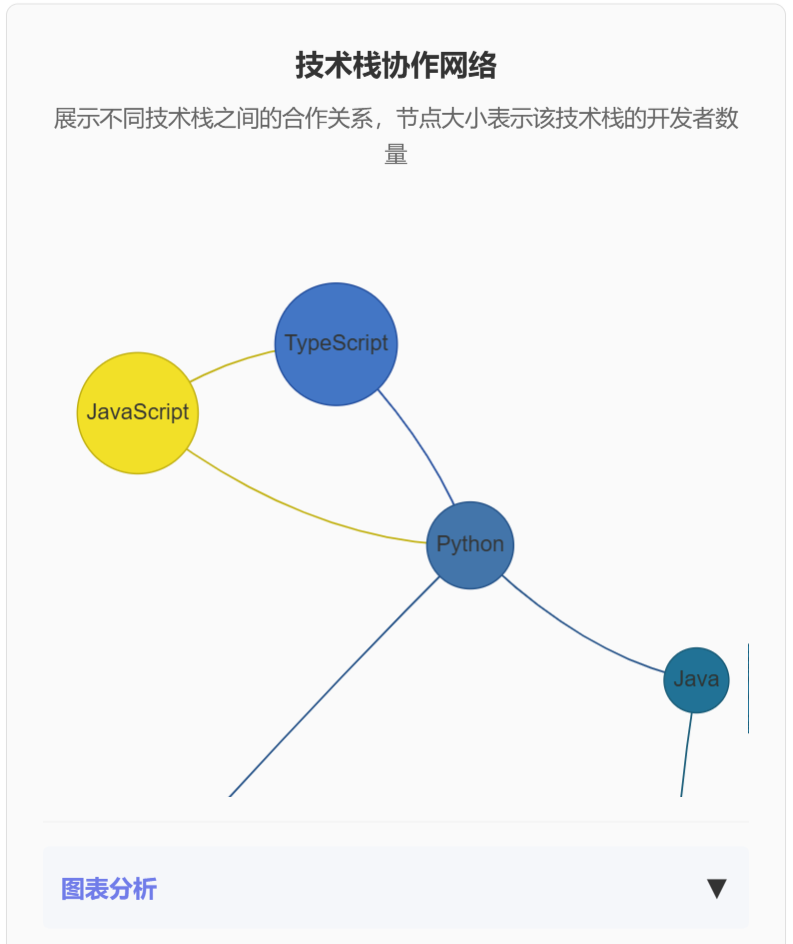 技术栈协作网络
展示不同技术栈之间的合作关系，节点大小表示该技术栈的开发者数
量
TypeScript
JavaScript
Python
Java
图表分析 ▼